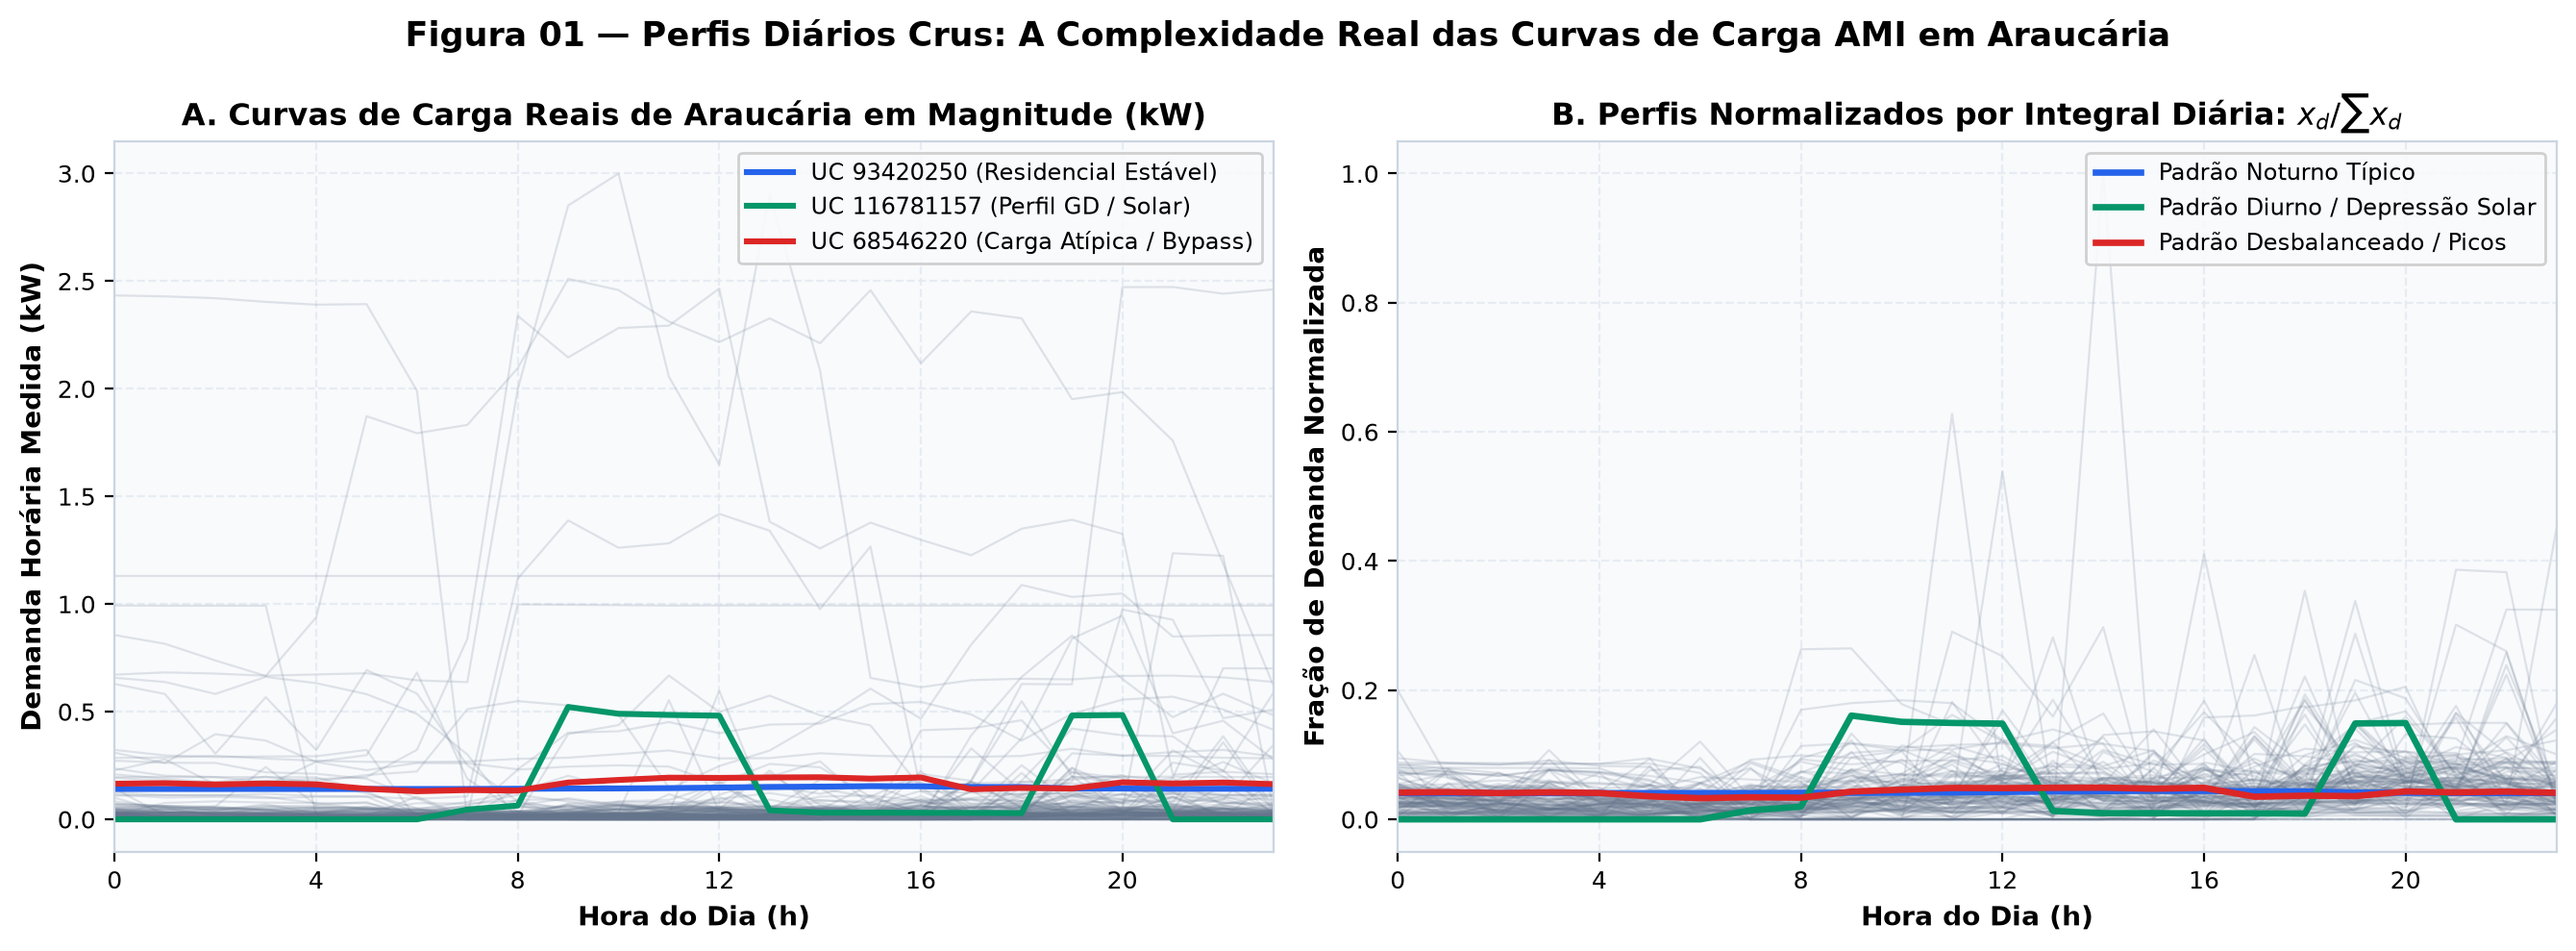 Figura 01 — Perfis Diários Crus: A Complexidade Real das Curvas de Carga AMI em Araucária
A. Curvas de Carga Reais de Araucária em Magnitude (kW)
Demanda Horária Medida (kW)
3.0
2.5
2.0
1.5
1.0
0.5
0.0
UC 93420250 (Residencial Estável)
UC 116781157 (Perfil GD / Solar)
UC 68546220 (Carga Atípica / Bypass)
0 4 8 12 16 20
Hora do Dia (h)
B. Perfis Normalizados por Integral Diária: x_d/∑x_d
Fração de Demanda Normalizada
1.0
0.8
0.6
0.4
0.2
0.0
Padrão Noturno Típico
Padrão Diurno / Depressão Solar
Padrão Desbalanceado / Picos
0 4 8 12 16 20
Hora do Dia (h)